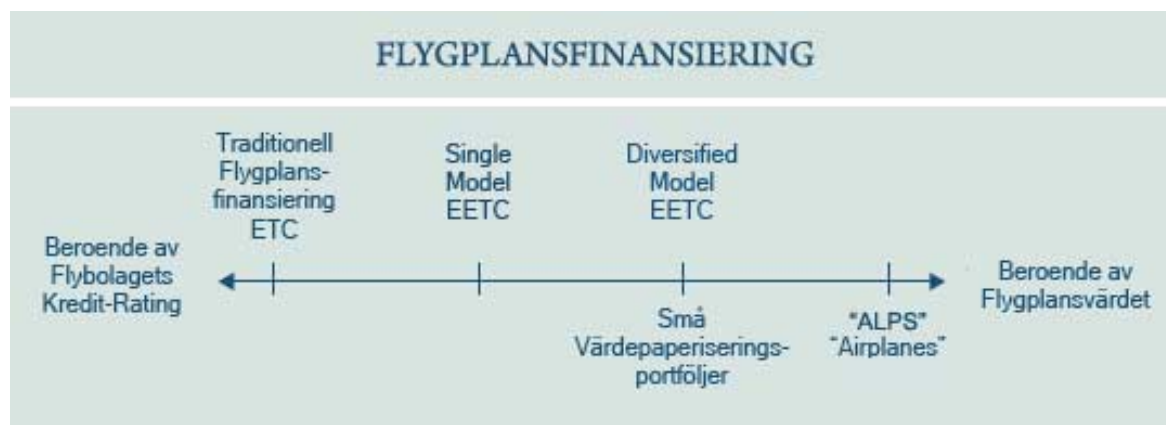 FLYGPLANSFINANSIERING
Traditionell
Flygplans-
finansiering
ETC
Single
Model
EETC
Diversified
Model
EETC
Beroende av
Flybolagets
Kredit-Rating
Beroende av
Flygplansvärdet
Små
Värdepaperiserings-
portföljer
“ALPS”
“Airplanes”